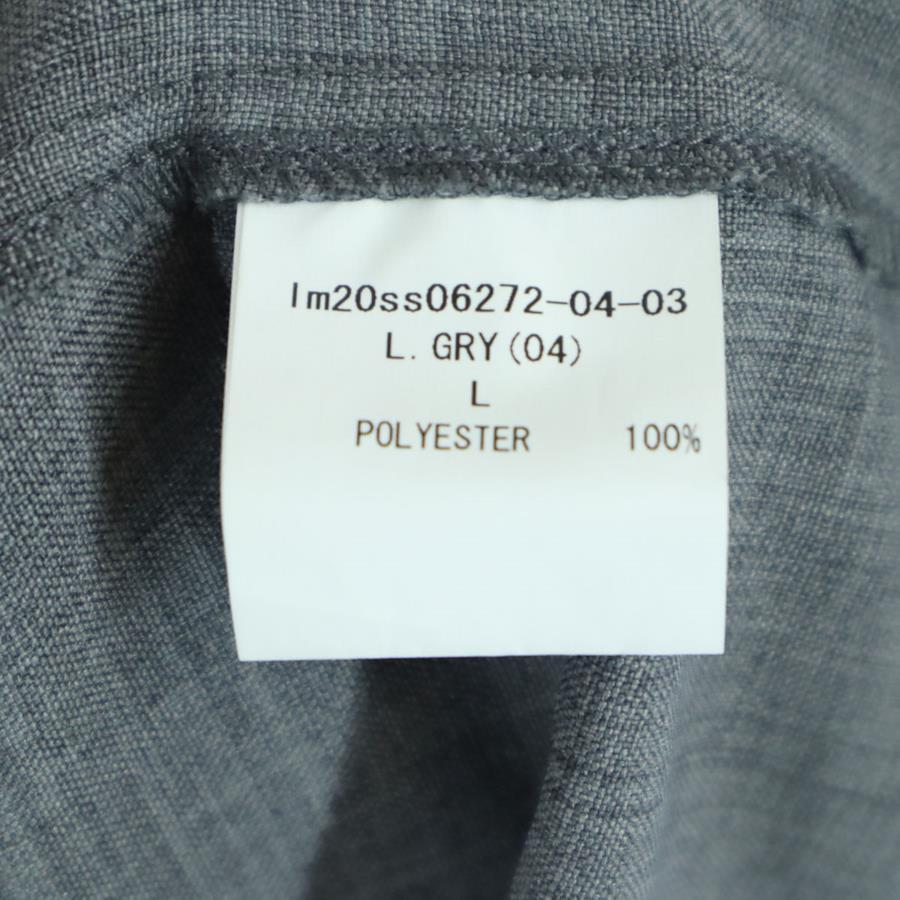 lm20ss06272-04-03
L. GRY(04)
L
POLYESTER 100%